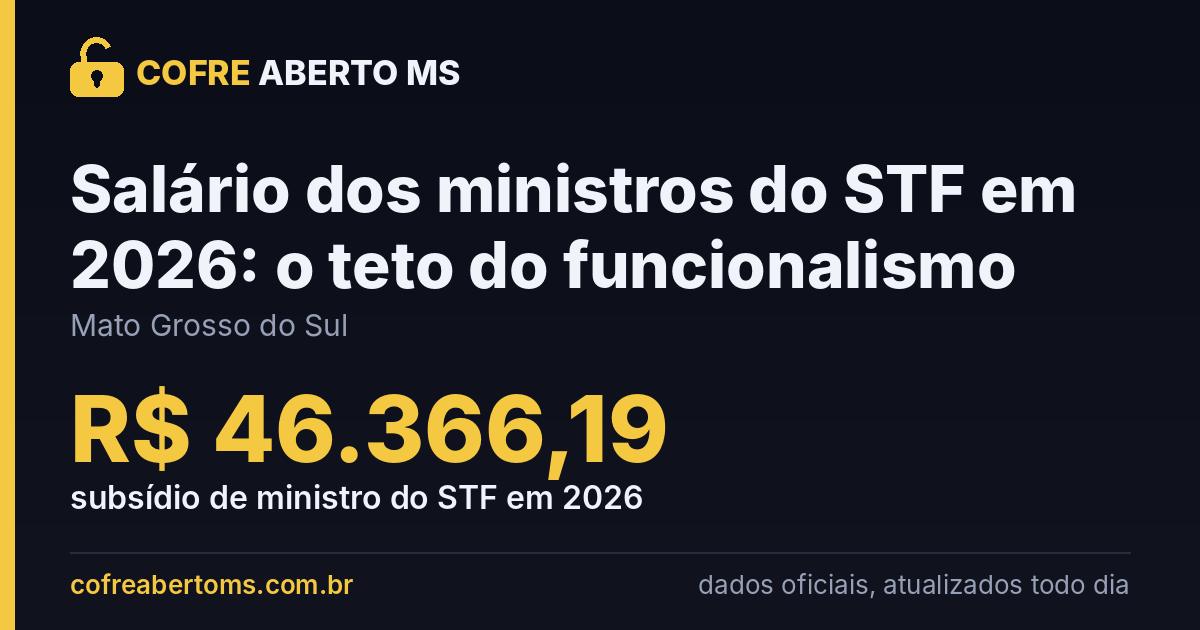 COFRE ABERTO MS
Salário dos ministros do STF em
2026: o teto do funcionalismo
Mato Grosso do Sul
R$ 46.366,19
subsídio de ministro do STF em 2026
cofreabertoms.com.br
dados oficiais, atualizados todo dia